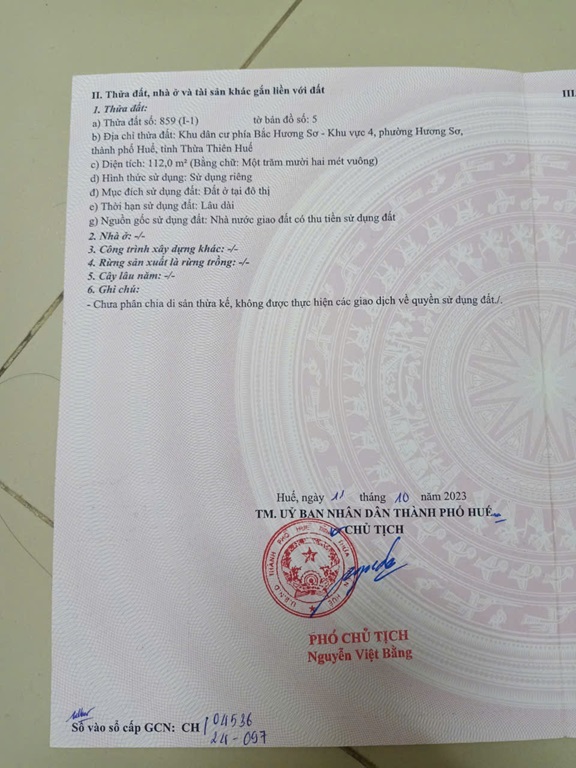 II. Thửa đất, nhà ở và tài sản khác gắn liền với đất
III.
1. Thửa đất:
a) Thửa đất số: 859 (I-1) tờ bản đồ số: 5
b) Địa chỉ thửa đất: Khu dân cư phía Bắc Hương Sơ - Khu vực 4, phường Hương Sơ,
thành phố Huế, tỉnh Thừa Thiên Huế
c) Diện tích: 112,0 m² (Bằng chữ: Một trăm mười hai mét vuông)
d) Hình thức sử dụng: Sử dụng riêng
đ) Mục đích sử dụng đất: Đất ở tại đô thị
e) Thời hạn sử dụng đất: Lâu dài
g) Nguồn gốc sử dụng đất: Nhà nước giao đất có thu tiền sử dụng đất
2. Nhà ở: -/-
3. Công trình xây dựng khác: -/-
4. Rừng sản xuất là rừng trồng: -/-
5. Cây lâu năm: -/-
6. Ghi chú:
- Chưa phân chia di sản thừa kế, không được thực hiện các giao dịch về quyền sử dụng đất./.
Huế, ngày 11 tháng 10 năm 2023
TM. UỶ BAN NHÂN DÂN THÀNH PHỐ HUẾ
CHỦ TỊCH
U.B.N.D THÀNH PHỐ HUẾ
PHÓ CHỦ TỊCH
Nguyễn Việt Bằng
Số vào sổ cấp GCN: CH 04536
24-097